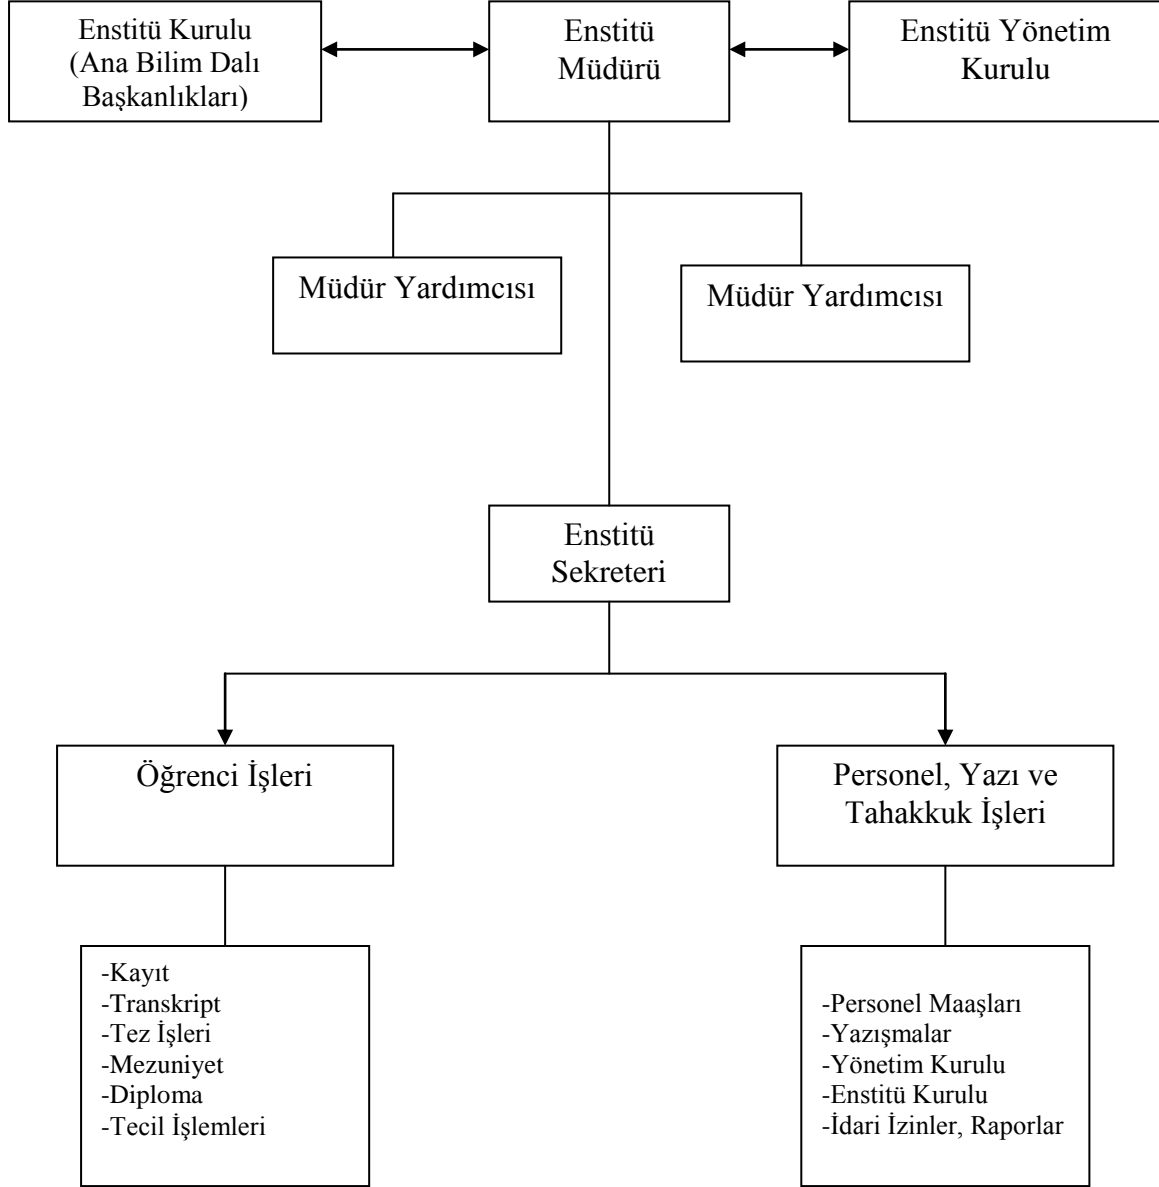 Enstitü Kurulu
(Ana Bilim Dalı
Başkanlıkları)
Enstitü
Müdürü
Enstitü Yönetim
Kurulu
Müdür Yardımcısı
Müdür Yardımcısı
Enstitü
Sekreteri
Öğrenci İşleri
Personel, Yazı ve
Tahakkuk İşleri
-Kayıt
-Transkript
-Tez İşleri
-Mezuniyet
-Diploma
-Tecil İşlemleri
-Personel Maaşları
-Yazışmalar
-Yönetim Kurulu
-Enstitü Kurulu
-İdari İzinler, Raporlar